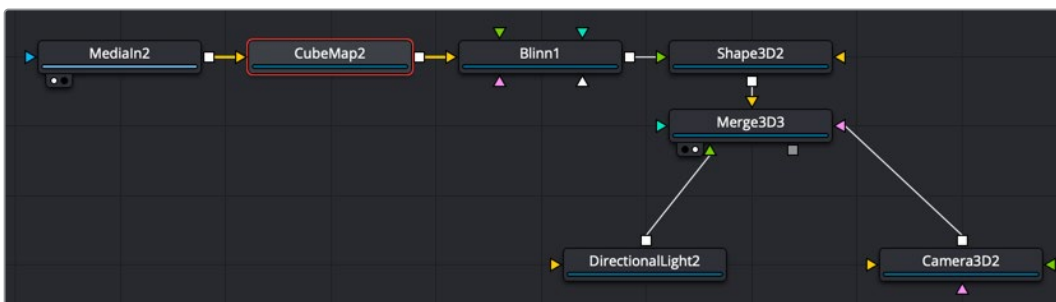 MediaIn2
CubeMap2
Blinn1
Shape3D2
Merge3D3
DirectionalLight2
Camera3D2